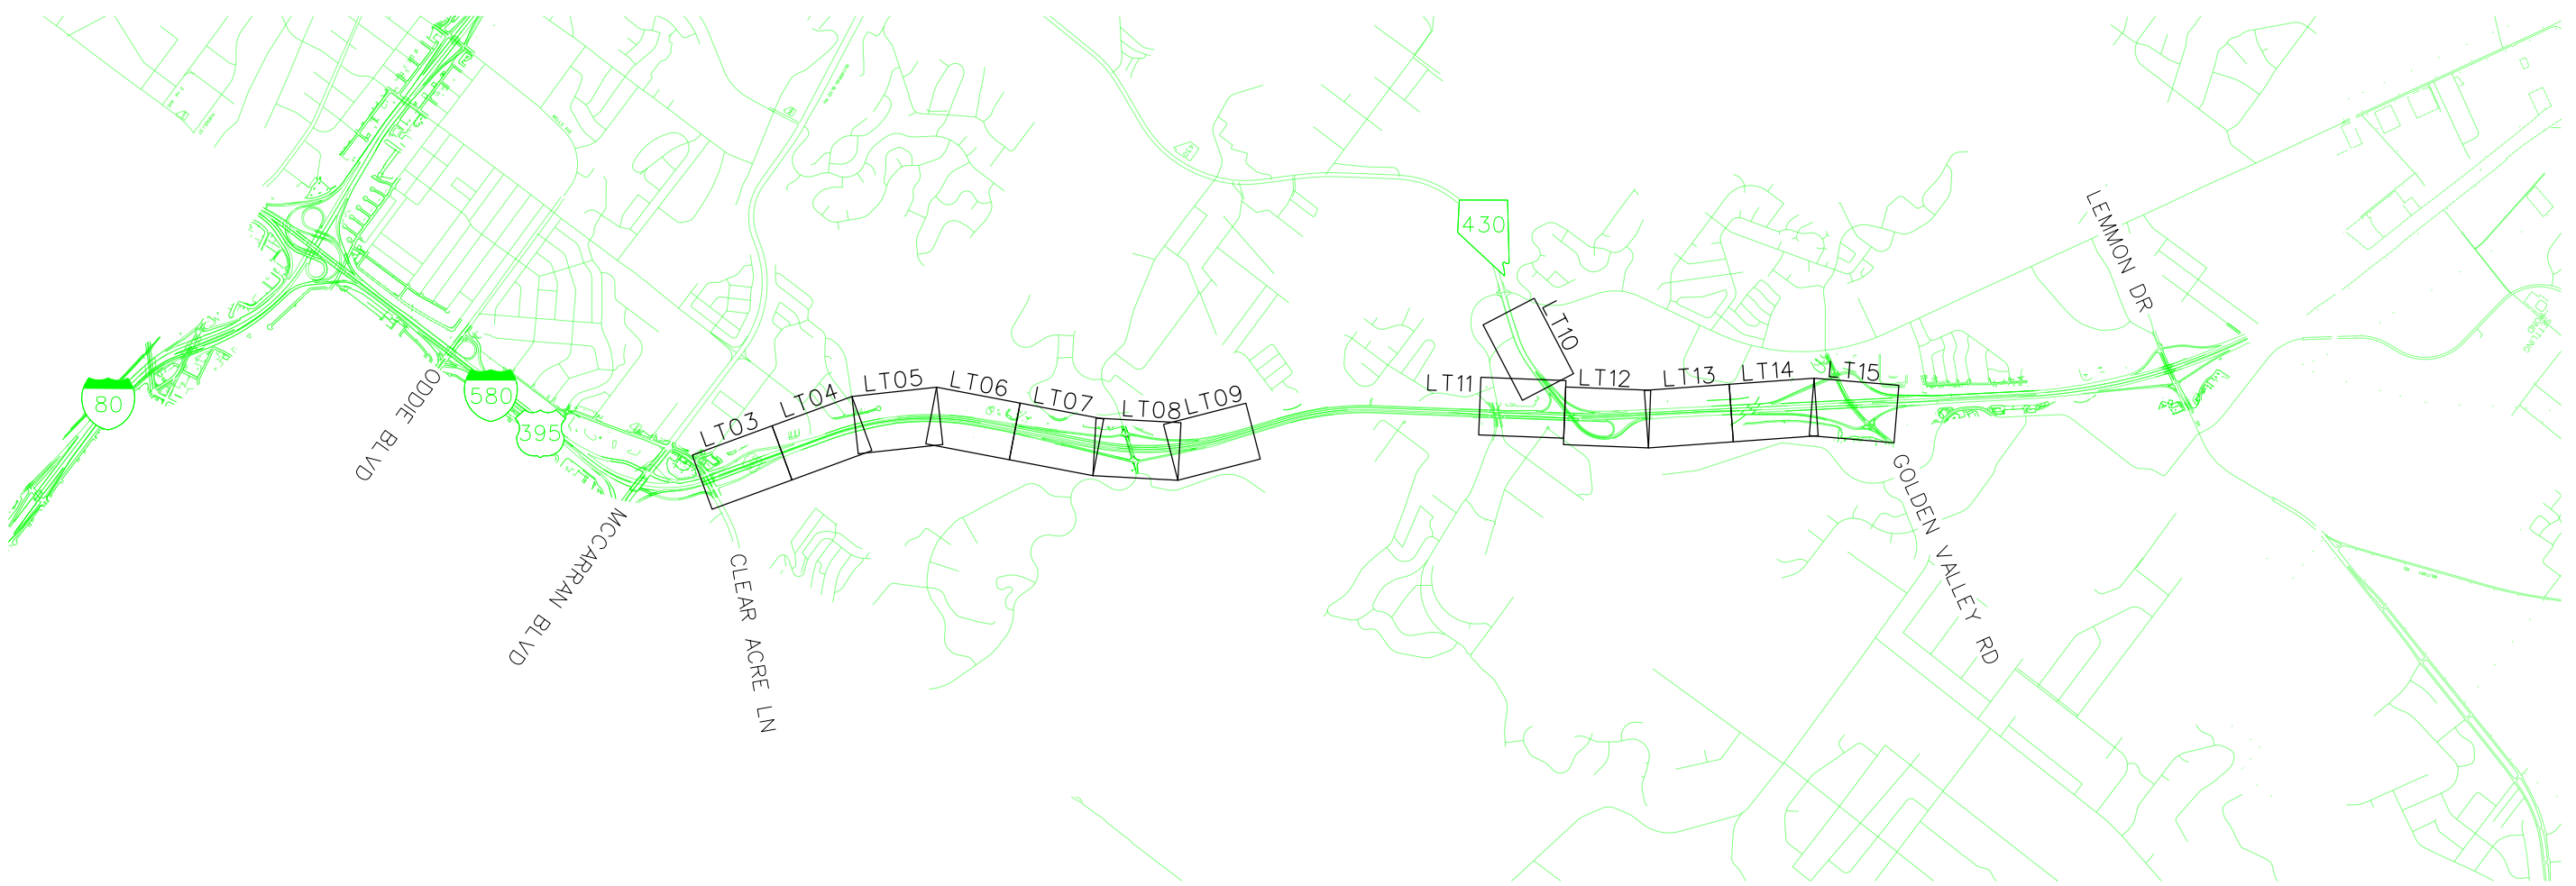 430
LEMMON DR
LT10
LT03
LT04
LT05
LT06
LT07
LT08
LT09
LT11
LT12
LT13
LT14
LT15
80
580
395
ODDIE BLVD
MCCARRAN BLVD
CLEAR ACRE LN
GOLDEN VALLEY RD